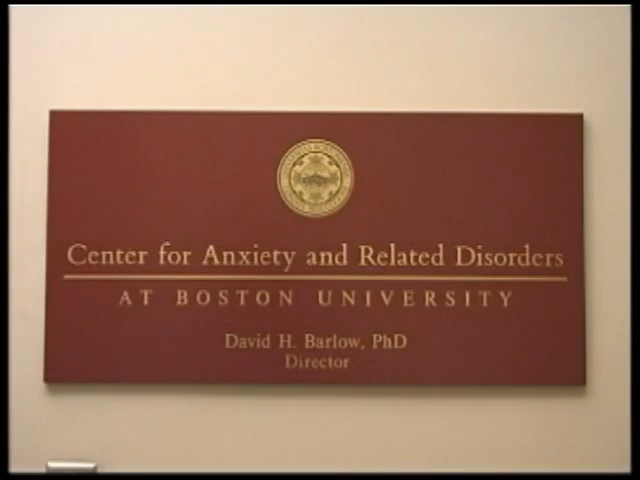 Center for Anxiety and Related Disorders
AT BOSTON UNIVERSITY
David H. Barlow, PhD
Director